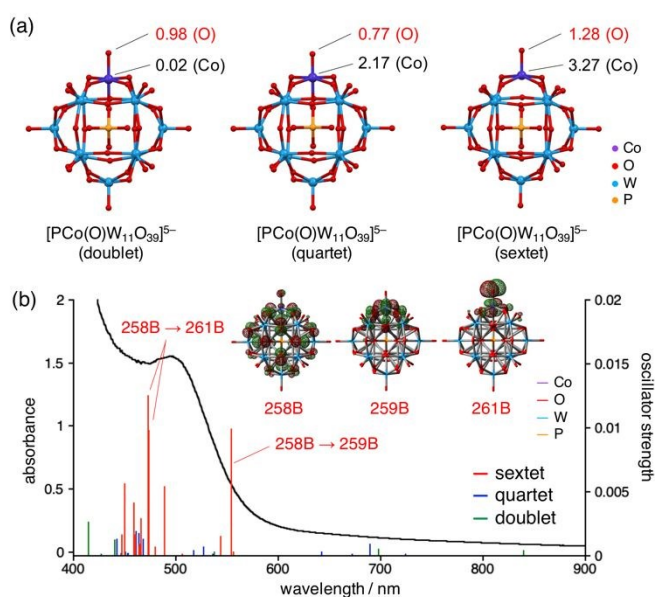 (a)
0.98 (O)
0.02 (Co)
0.77 (O)
2.17 (Co)
1.28 (O)
3.27 (Co)
Co
O
W
P
[PCo(O)W₁₁O₃₉]⁵⁻
(doublet)
[PCo(O)W₁₁O₃₉]⁵⁻
(quartet)
[PCo(O)W₁₁O₃₉]⁵⁻
(sextet)
(b)
2
1.5
1
0.5
0
absorbance
258B → 261B
258B → 259B
258B
259B
261B
Co
O
W
P
sextet
quartet
doublet
0.02
0.015
0.01
0.005
0
oscillator strength
400
500
600
700
800
900
wavelength / nm